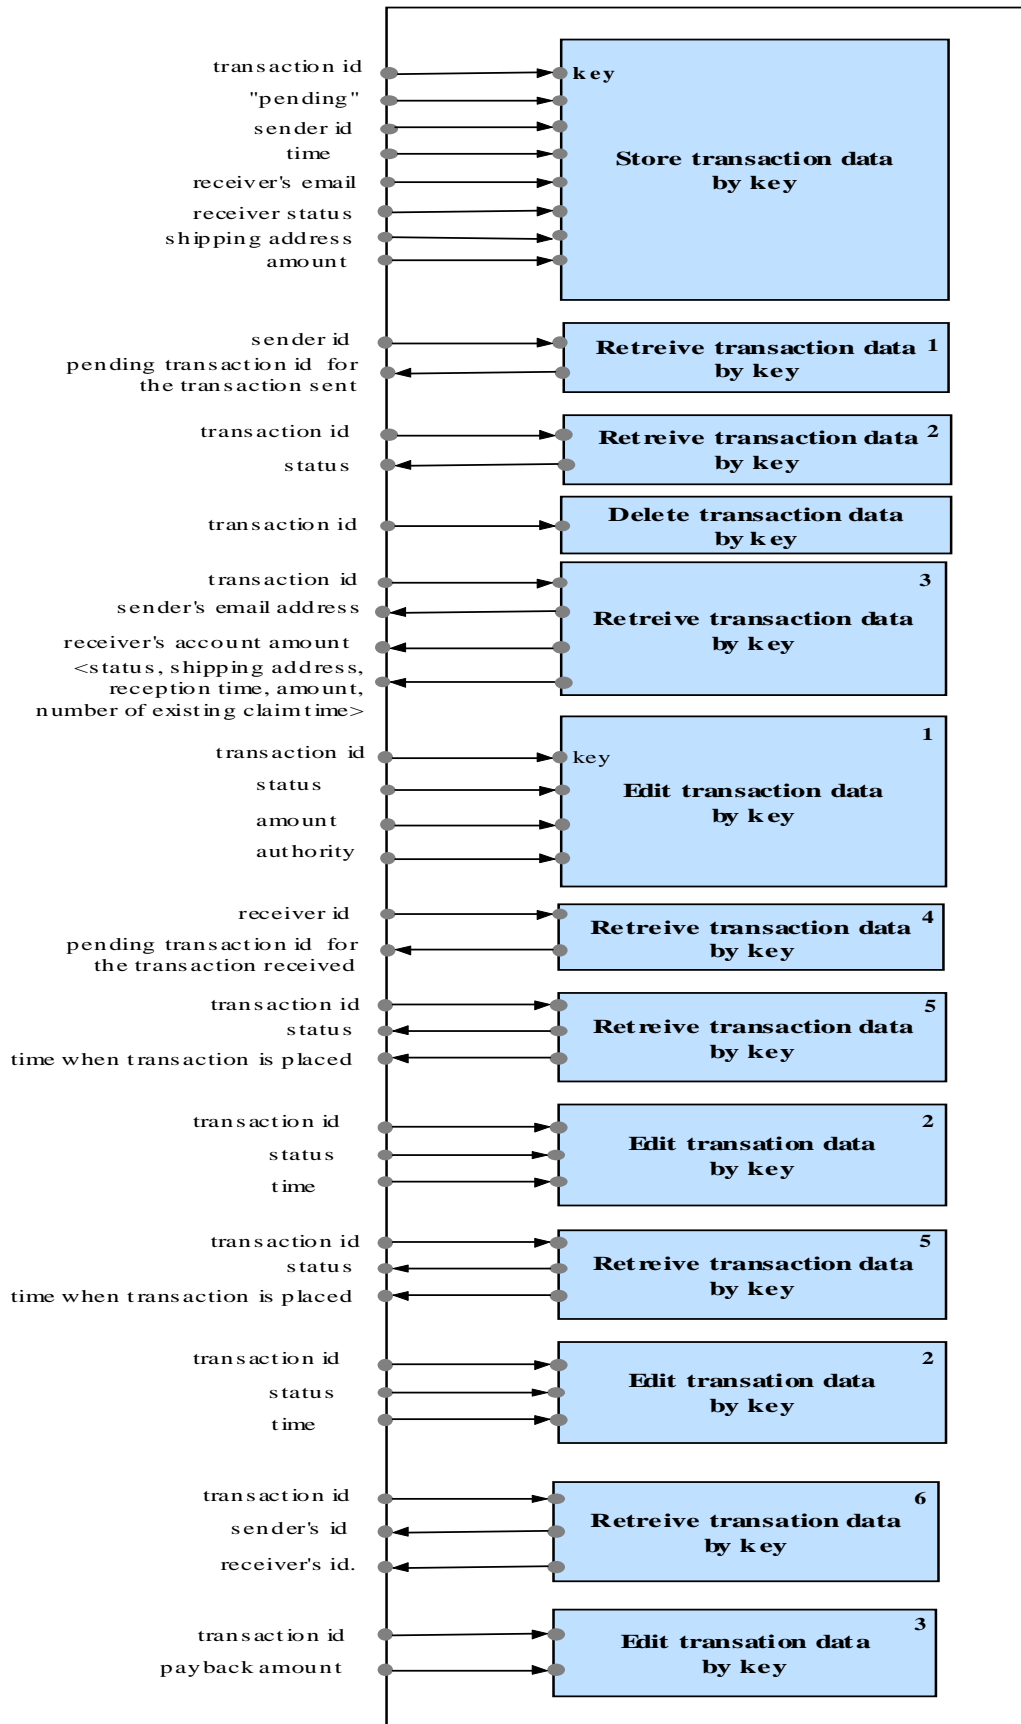 transaction id
key
"pending"
sender id
time
Store transaction data
by key
receiver's email
receiver status
shipping address
amount
sender id
Retreive transaction data 1
by key
pending transaction id for
the transaction sent
transaction id
Retreive transaction data 2
by key
status
transaction id
Delete transaction data
by key
transaction id
3
sender's email address
Retreive transaction data
by key
receiver's account amount
<status, shipping address,
reception time, amount,
number of existing claim time>
1
transaction id
key
status
Edit transaction data
by key
amount
authority
receiver id
4
Retreive transaction data
by key
pending transaction id for
the transaction received
transaction id
5
status
Retreive transaction data
by key
time when transaction is placed
transaction id
2
status
Edit transation data
by key
time
transaction id
5
status
Retreive transaction data
by key
time when transaction is placed
transaction id
2
status
Edit transation data
by key
time
transaction id
6
sender's id
Retreive transation data
by key
receiver's id.
transaction id
3
Edit transation data
by key
payback amount